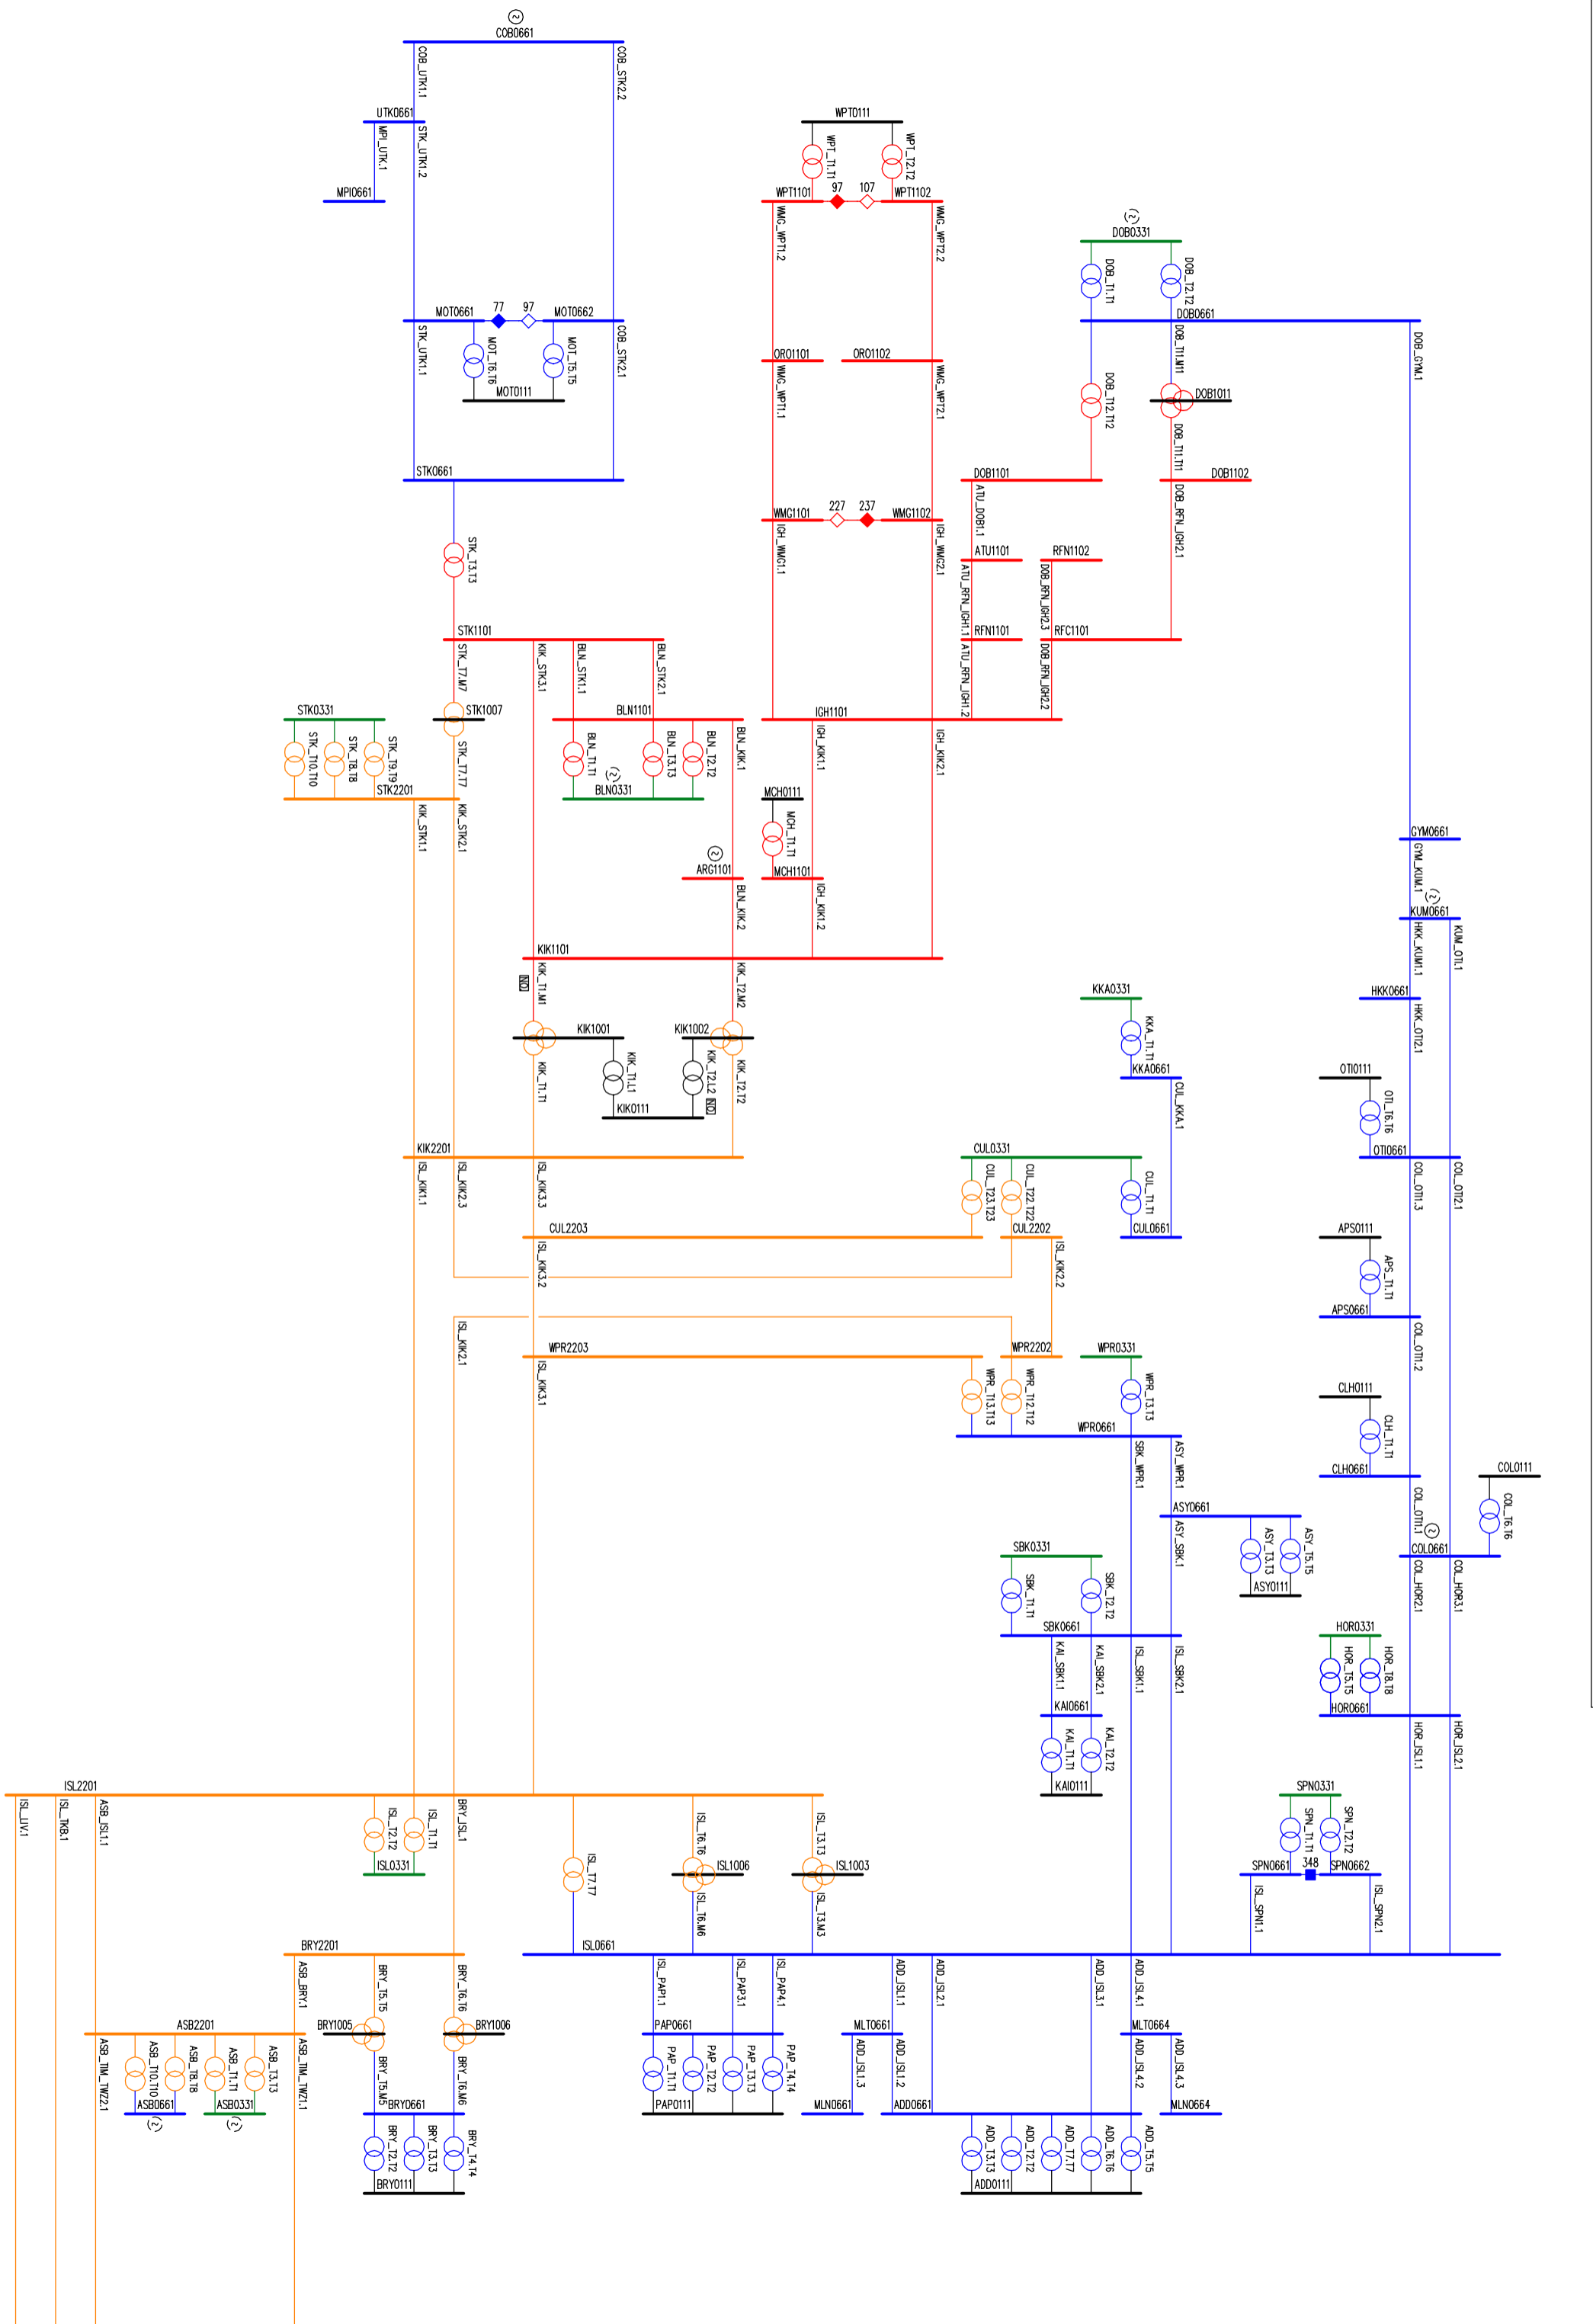 COB0661
COB_UTK1.1
COB_STK2.2
UTK0661
MPI_UTK.1
STK_UTK1.2
MPI0661
MOT0661
77
97
MOT0662
STK_UTK1.1
MOT_T6.T6
MOT_T5.T5
COB_STK2.1
MOT0111
STK0661
STK_T3.T3
WPT0111
WPT_T1.T1
WPT_T2.T2
WPT1101
97
107
WPT1102
WMG_WPT1.2
WMG_WPT2.2
ORO1101
ORO1102
WMG_WPT1.1
WMG_WPT2.1
WMG1101
227
237
WMG1102
IGH_WMG1.1
IGH_WMG2.1
DOB0331
DOB_T1.T1
DOB_T2.T2
DOB0661
DOB_T11.M11
DOB_GYM.1
DOB_T12.T12
DOB1011
DOB_T11.T11
DOB1101
DOB1102
ATU_DOB1.1
DOB_RFN_IGH2.1
ATU1101
RFN1102
ATU_RFN_IGH1.1
DOB_RFN_IGH2.3
RFN1101
RFC1101
ATU_RFN_IGH1.2
DOB_RFN_IGH2.2
STK1101
STK_T7.M7
KIK_STK3.1
BLN_STK1.1
BLN_STK2.1
STK0331
STK1007
BLN1101
IGH1101
STK_T10.T10
STK_T8.T8
STK_T9.T9
STK_T7.T7
BLN_T1.T1
BLN_T3.T3
BLN_T2.T2
BLN_KIK.1
IGH_KIK1.1
IGH_KIK2.1
STK2201
BLN0331
MCH0111
KIK_STK1.1
KIK_STK2.1
MCH_T1.T1
ARG1101
MCH1101
BLN_KIK.2
IGH_KIK1.2
GYM0661
GYM_KUM.1
KUM0661
HKK_KUM1.1
KUM_OTI.1
KIK1101
KIK_T1.M1
ND
KIK_T2.M2
KKA0331
HKK0661
KIK1001
KIK1002
KKA_T1.T1
HKK_OTI2.1
KIK_T1.T1
KIK_T1.L1
KIK_T2.L2
ND
KIK_T2.T2
KKA0661
OTI0111
KIK0111
CUL_KKA.1
OTI_T6.T6
KIK2201
CUL0331
OTI0661
ISL_KIK1.1
ISL_KIK2.3
ISL_KIK3.3
CUL_T23.T23
CUL_T22.T22
CUL_T1.T1
COL_OTI1.3
COL_OTI2.1
CUL2203
CUL2202
CUL0661
APS0111
ISL_KIK3.2
ISL_KIK2.2
APS_T1.T1
APS0661
ISL_KIK2.1
COL_OTI1.2
WPR2203
WPR2202
WPR0331
ISL_KIK3.1
WPR_T13.T13
WPR_T12.T12
WPR_T3.T3
CLH0111
CLH_T1.T1
WPR0661
SBK_WPR.1
ASY_WPR.1
CLH0661
COL0111
COL_OTI1.1
COL_T6.T6
ASY0661
ASY_SBK.1
ASY_T3.T3
ASY_T5.T5
SBK0331
COL0661
SBK_T1.T1
SBK_T2.T2
ASY0111
COL_HOR2.1
COL_HOR3.1
SBK0661
HOR0331
KAI_SBK1.1
KAI_SBK2.1
ISL_SBK1.1
ISL_SBK2.1
HOR_T5.T5
HOR_T8.T8
KAI0661
HOR0661
KAI_T1.T1
KAI_T2.T2
HOR_ISL1.1
HOR_ISL2.1
ISL2201
KAI0111
SPN0331
ISL_LIV.1
ISL_TKB.1
ASB_ISL1.1
ISL_T2.T2
ISL_T1.T1
BRY_ISL.1
ISL_T7.T7
ISL_T6.T6
ISL_T3.T3
SPN_T1.T1
SPN_T2.T2
ISL0331
ISL1006
ISL1003
SPN0661
348
SPN0662
ISL_T6.M6
ISL_T3.M3
ISL_SPN1.1
ISL_SPN2.1
BRY2201
ISL0661
ASB_BRY.1
BRY_T5.T5
BRY_T6.T6
ISL_PAP1.1
ISL_PAP3.1
ISL_PAP4.1
ADD_ISL1.1
ADD_ISL2.1
ADD_ISL3.1
ADD_ISL4.1
ASB2201
BRY1005
BRY1006
PAP0661
MLT0661
MLT0664
ASB_TIM_TWZ2.1
ASB_T10.T10
ASB_T8.T8
ASB_T1.T1
ASB_T3.T3
ASB_TIM_TWZ1.1
BRY_T5.M5
BRY_T6.M6
PAP_T1.T1
PAP_T2.T2
PAP_T3.T3
PAP_T4.T4
ADD_ISL1.3
ADD_ISL1.2
ADD_ISL4.2
ADD_ISL4.3
ASB0661
ASB0331
BRY0661
PAP0111
MLN0661
ADD0661
MLN0664
BRY_T2.T2
BRY_T3.T3
BRY_T4.T4
ADD_T3.T3
ADD_T2.T2
ADD_T7.T7
ADD_T6.T6
ADD_T5.T5
BRY0111
ADD0111